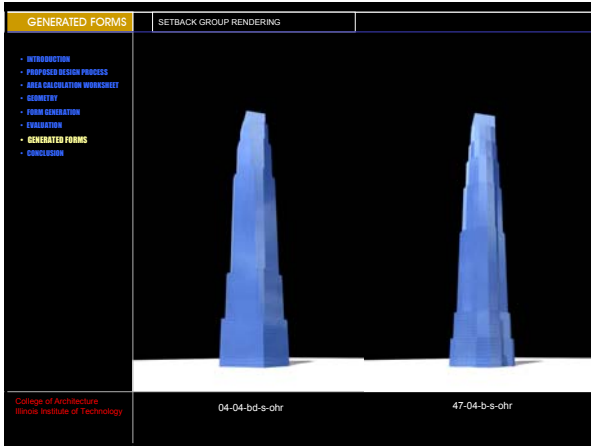 GENERATED FORMS
SETBACK GROUP RENDERING
• INTRODUCTION
• PROPOSED DESIGN PROCESS
• AREA CALCULATION WORKSHEET
• GEOMETRY
• FORM GENERATION
• EVALUATION
• GENERATED FORMS
• CONCLUSION
College of Architecture
Illinois Institute of Technology
04-04-bd-s-ohr
47-04-b-s-ohr